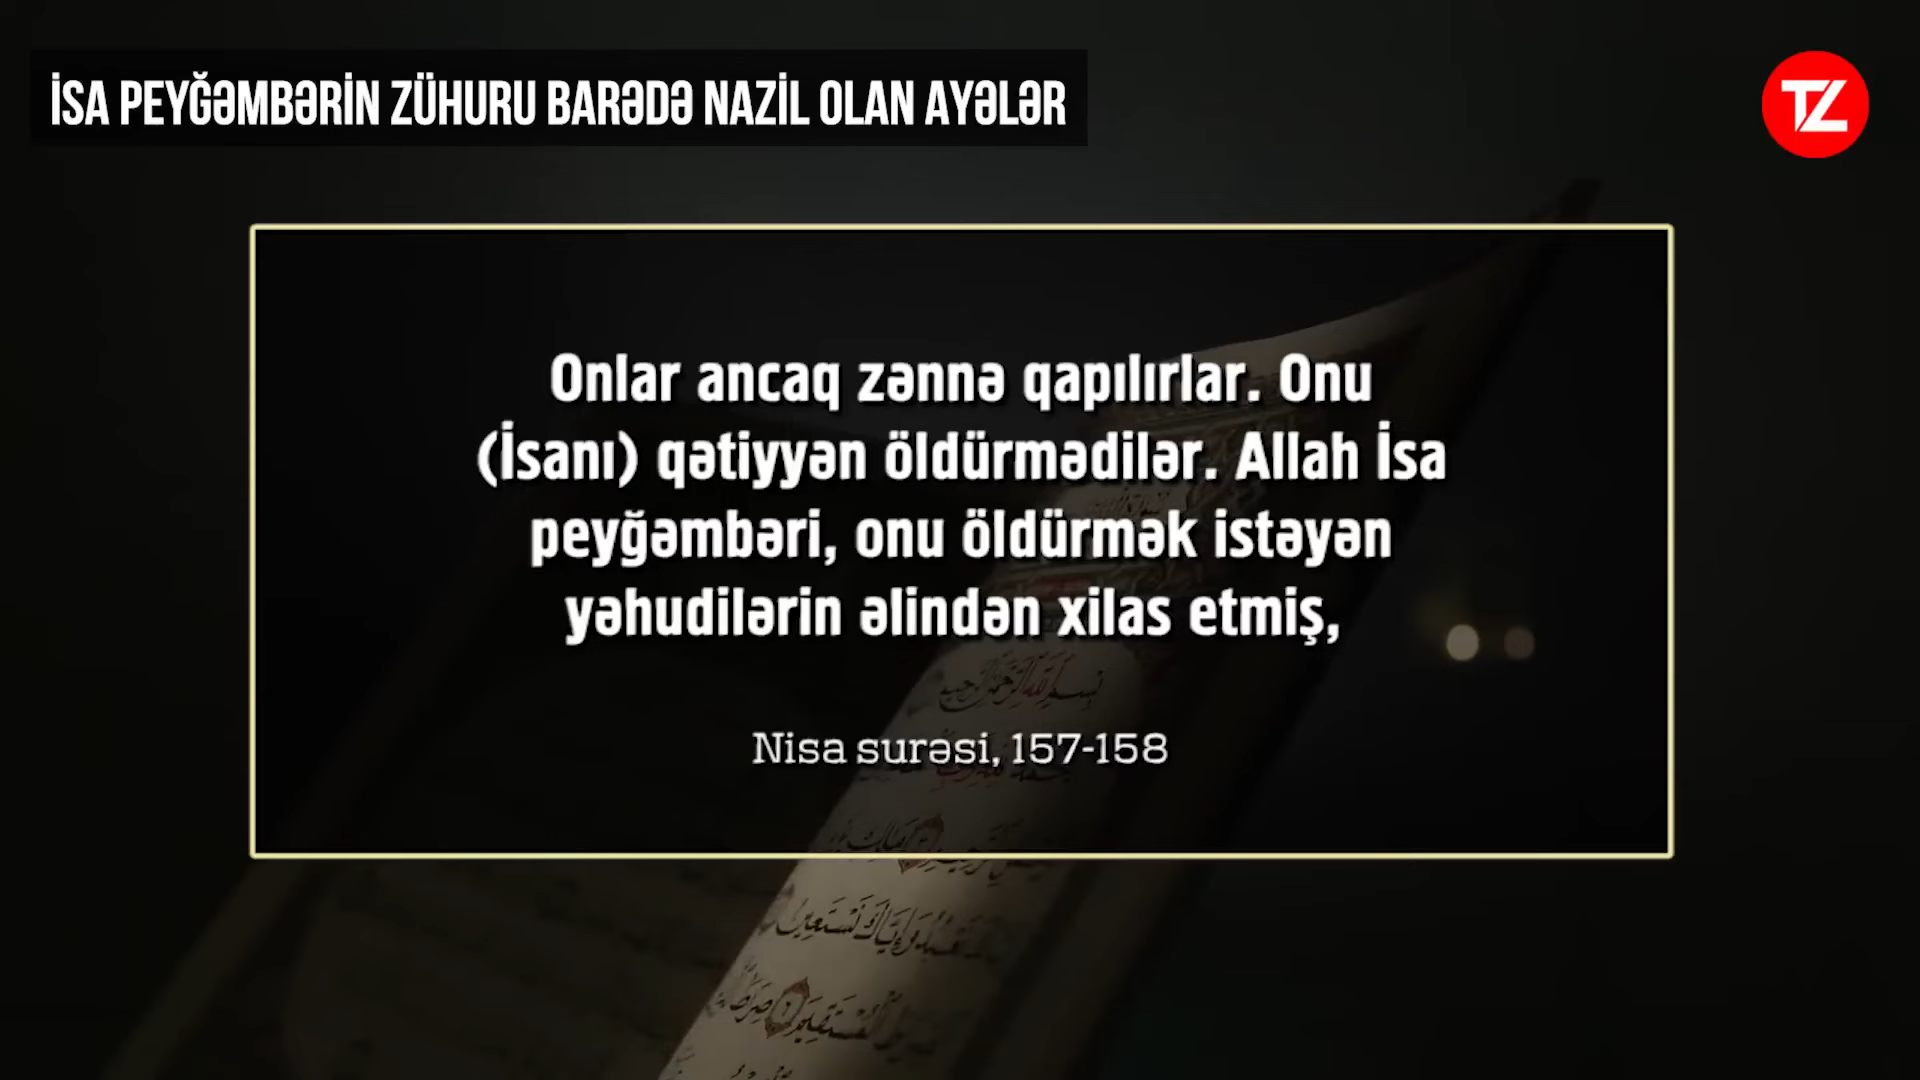 İSA PEYĞƏMBƏRİN ZÜHURU BARƏDƏ NAZİL OLAN AYƏLƏR
TZ
Onlar ancaq zənnə qapılırlar. Onu
(İsanı) qətiyyən öldürmədilər. Allah İsa
peyğəmbəri, onu öldürmək istəyən
yəhudilərin əlindən xilas etmiş,
Nisa surəsi, 157-158